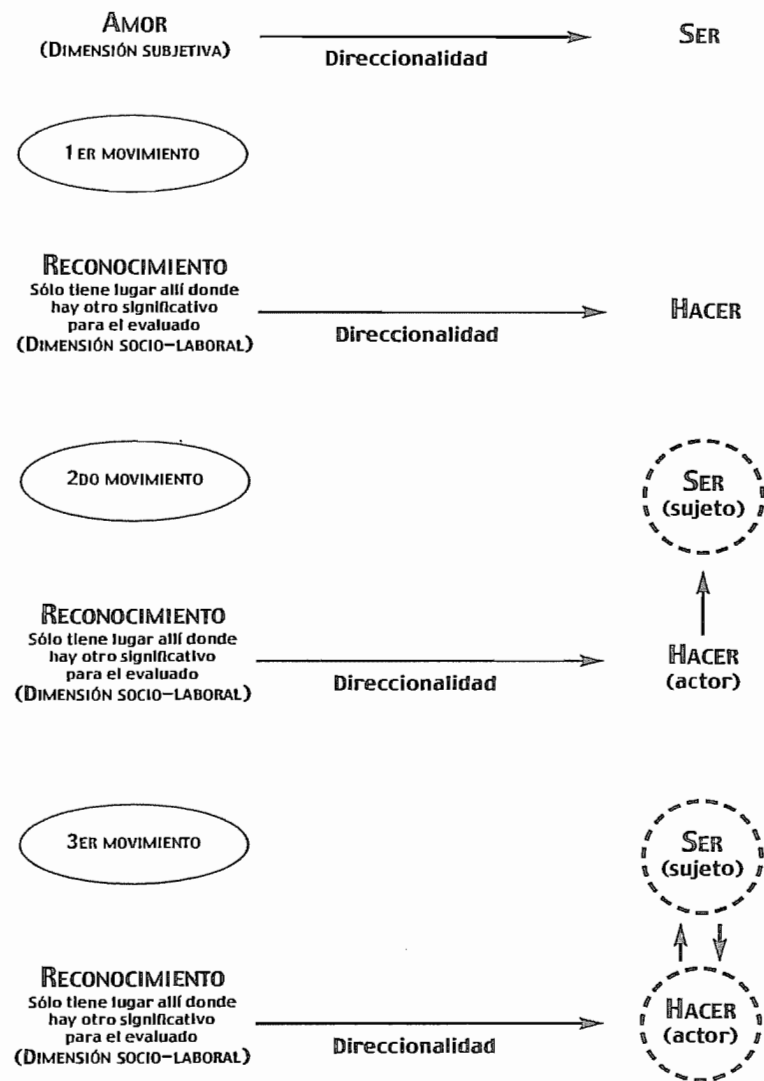 AMOR
(DIMENSIÓN SUBJETIVA)
Direccionalidad
SER
1ER MOVIMIENTO
RECONOCIMIENTO
Sólo tiene lugar allí donde
hay otro significativo
para el evaluado
(DIMENSIÓN SOCIO-LABORAL)
Direccionalidad
HACER
2DO MOVIMIENTO
SER
(sujeto)
RECONOCIMIENTO
Sólo tiene lugar allí donde
hay otro significativo
para el evaluado
(DIMENSIÓN SOCIO-LABORAL)
Direccionalidad
HACER
(actor)
3ER MOVIMIENTO
SER
(sujeto)
RECONOCIMIENTO
Sólo tiene lugar allí donde
hay otro significativo
para el evaluado
(DIMENSIÓN SOCIO-LABORAL)
Direccionalidad
HACER
(actor)